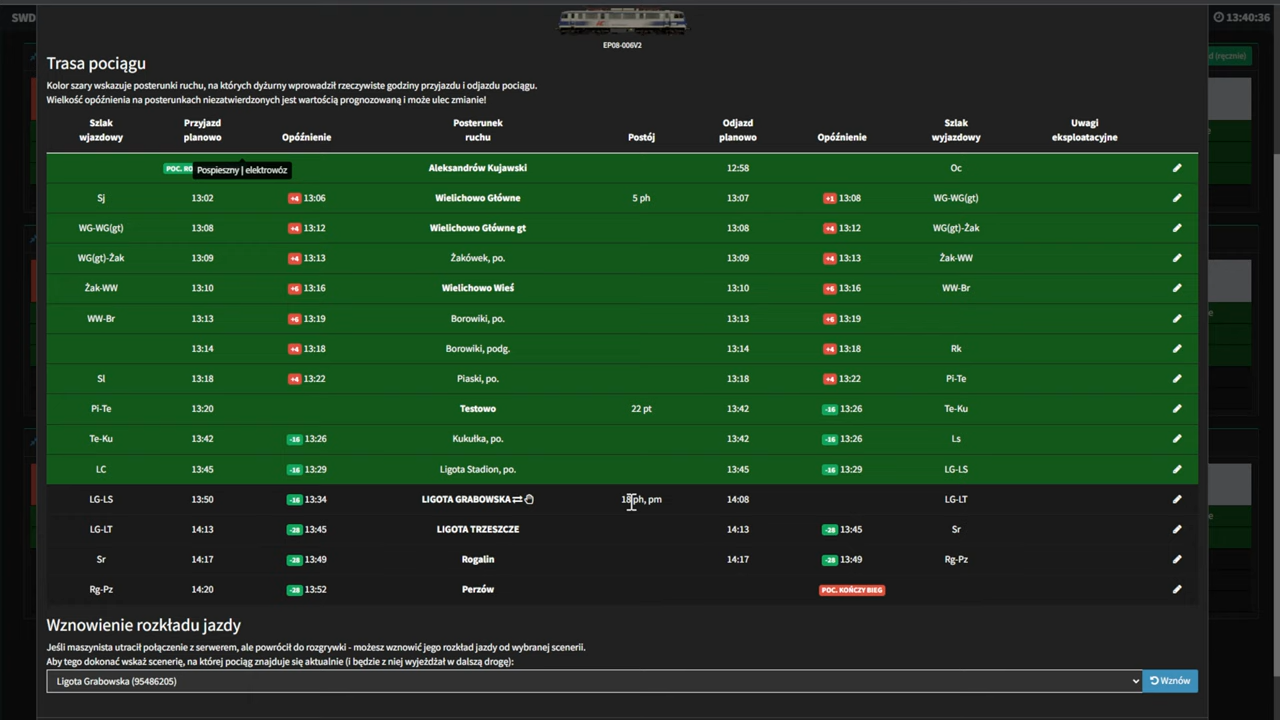 SWD
13:40:36
EP08-006V2
d (ręcznie)
Trasa pociągu
Kolor szary wskazuje posterunki ruchu, na których dyżurny wprowadził rzeczywiste godziny przyjazdu i odjazdu pociągu.
Wielkość opóźnienia na posterunkach niezatwierdzonych jest wartością prognozowaną i może ulec zmianie!
Szlak wjazdowy Przyjazd planowo Opóźnienie Posterunek ruchu Postój Odjazd planowo Opóźnienie Szlak wyjazdowy Uwagi eksploatacyjne
POC. Pospieszny | elektrowóz Aleksandrów Kujawski 12:58 Oc
Sj 13:02 +4 13:06 Wielichowo Główne 5 ph 13:07 +1 13:08 WG-WG(gt)
WG-WG(gt) 13:08 +4 13:12 Wielichowo Główne gt 13:08 +4 13:12 WG(gt)-Żak
WG(gt)-Żak 13:09 +4 13:13 Żakówek, po. 13:09 +4 13:13 Żak-WW
Żak-WW 13:10 +6 13:16 Wielichowo Wieś 13:10 +6 13:16 WW-Br
WW-Br 13:13 +6 13:19 Borowiki, po. 13:13 +6 13:19
13:14 +4 13:18 Borowiki, podg. 13:14 +4 13:18 Rk
Sl 13:18 +4 13:22 Piaski, po. 13:18 +4 13:22 Pi-Te
Pi-Te 13:20 Testowo 22 pt 13:42 -16 13:26 Te-Ku
Te-Ku 13:42 -16 13:26 Kukułka, po. 13:42 -16 13:26 Ls
LC 13:45 -16 13:29 Ligota Stadion, po. 13:45 -16 13:29 LG-LS
LG-LS 13:50 -16 13:34 LIGOTA GRABOWSKA 18 ph, pm 14:08 LG-LT
LG-LT 14:13 -28 13:45 LIGOTA TRZESZCZE 14:13 -28 13:45 Sr
Sr 14:17 -28 13:49 Rogalin 14:17 -28 13:49 Rg-Pz
Rg-Pz 14:20 -28 13:52 Perzów POC. KOŃCZY BIEG
Wznowienie rozkładu jazdy
Jeśli maszynista utracił połączenie z serwerem, ale powrócił do rozgrywki - możesz wznowić jego rozkład jazdy od wybranej scenerii.
Aby tego dokonać wskaż scenerię, na której pociąg znajduje się aktualnie (i będzie z niej wyjeżdżał w dalszą drogę):
Ligota Grabowska (95486205)
Wznów